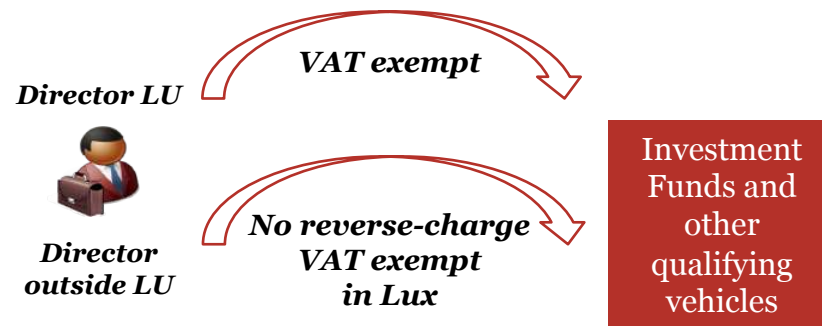 VAT exempt
Director LU
Director
outside LU
No reverse-charge
VAT exempt
in Lux
Investment
Funds and
other
qualifying
vehicles